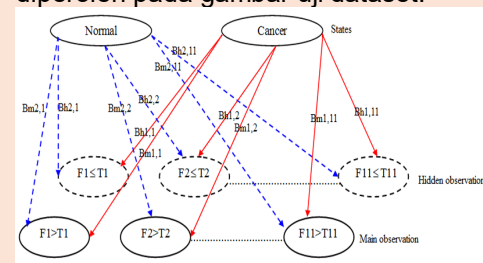 diperoleh pada gambar uji dataset.
Normal Cancer States
Bh2,11
Bm2,11
Bm2,1 Bh2,1 Bm2,2 Bh2,2
Bh1,2 Bm1,11 Bh1,11
Bh1,1 Bm1,2
Bm1,1
F1≤T1 F2≤T2 F11≤T11 Hidden observation
F1>T1 F2>T2 F11>T11 Main observation